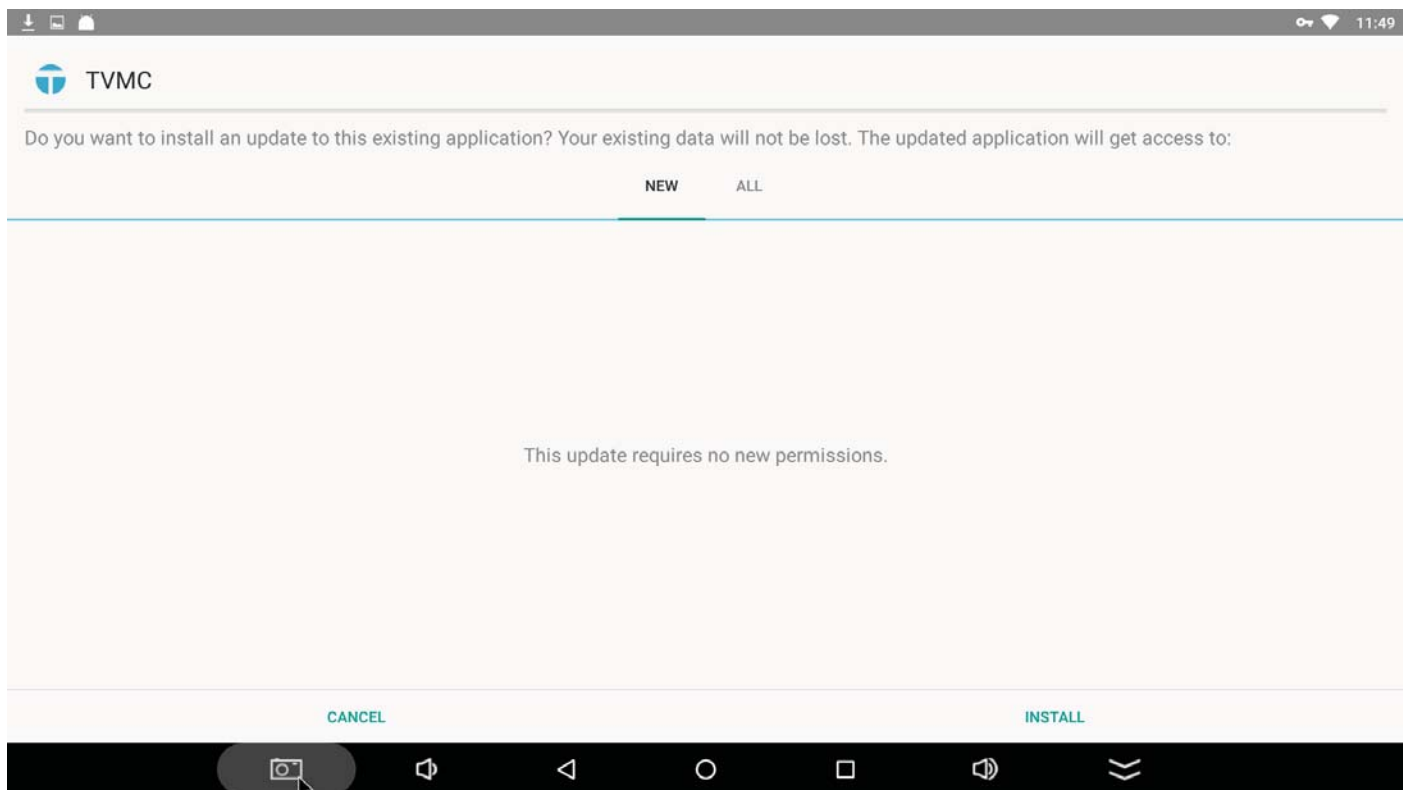 11:49
TVMC
Do you want to install an update to this existing application? Your existing data will not be lost. The updated application will get access to:
NEW ALL
This update requires no new permissions.
CANCEL INSTALL